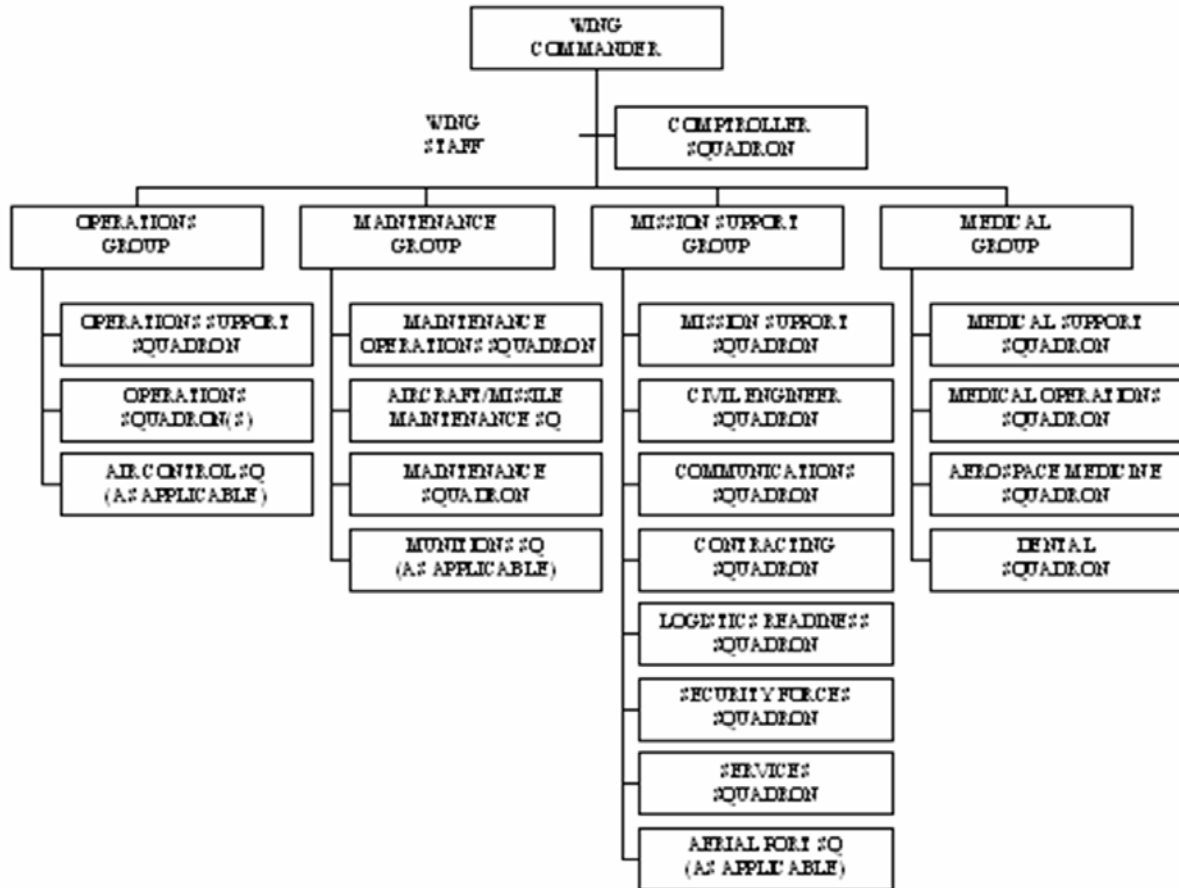 WING
COMMANDER
WING
STAFF
COMPTROLLER
SQUADRON
OPERATIONS
GROUP
MAINTENANCE
GROUP
MISSION SUPPORT
GROUP
MEDICAL
GROUP
OPERATIONS SUPPORT
SQUADRON
OPERATIONS
SQUADRON(S)
AIR CONTROL SQ
(AS APPLICABLE)
MAINTENANCE
OPERATIONS SQUADRON
AIRCRAFT/MISSILE
MAINTENANCE SQ
MAINTENANCE
SQUADRON
MUNITIONS SQ
(AS APPLICABLE)
MISSION SUPPORT
SQUADRON
CIVIL ENGINEER
SQUADRON
COMMUNICATIONS
SQUADRON
CONTRACTING
SQUADRON
LOGISTICS READINESS
SQUADRON
SECURITY FORCES
SQUADRON
SERVICES
SQUADRON
AERIAL PORT SQ
(AS APPLICABLE)
MEDICAL SUPPORT
SQUADRON
MEDICAL OPERATIONS
SQUADRON
AEROSPACE MEDICINE
SQUADRON
DENTAL
SQUADRON